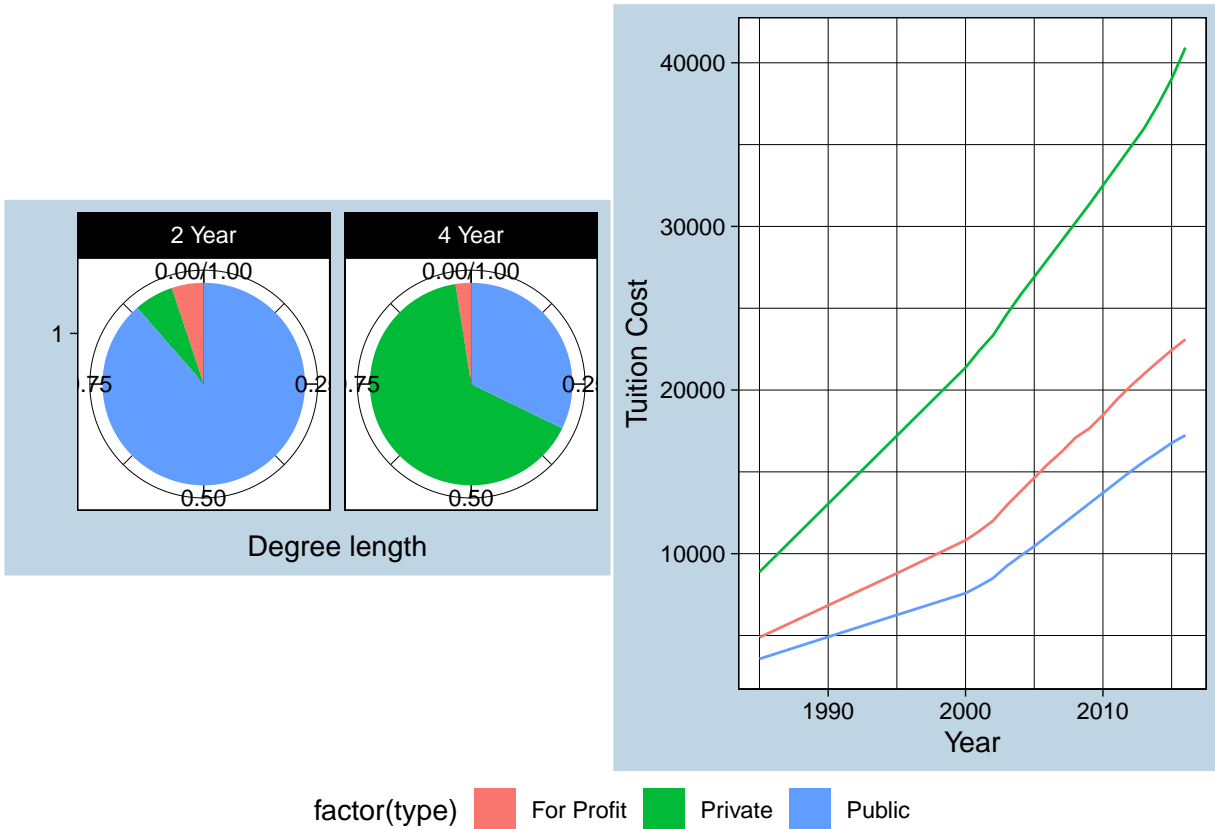 2 Year
4 Year
0.00/1.00
0.00/1.00
1
.75
0.2
.75
0.2
0.50
0.50
Degree length
40000
30000
20000
10000
Tuition Cost
1990
2000
2010
Year
factor(type)
For Profit
Private
Public